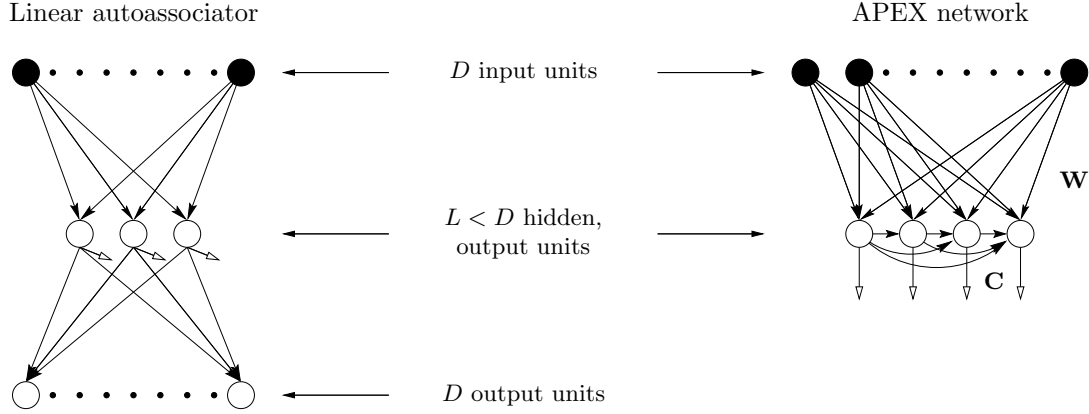 Linear autoassociator
APEX network
D input units
W
L < D hidden,
output units
C
D output units